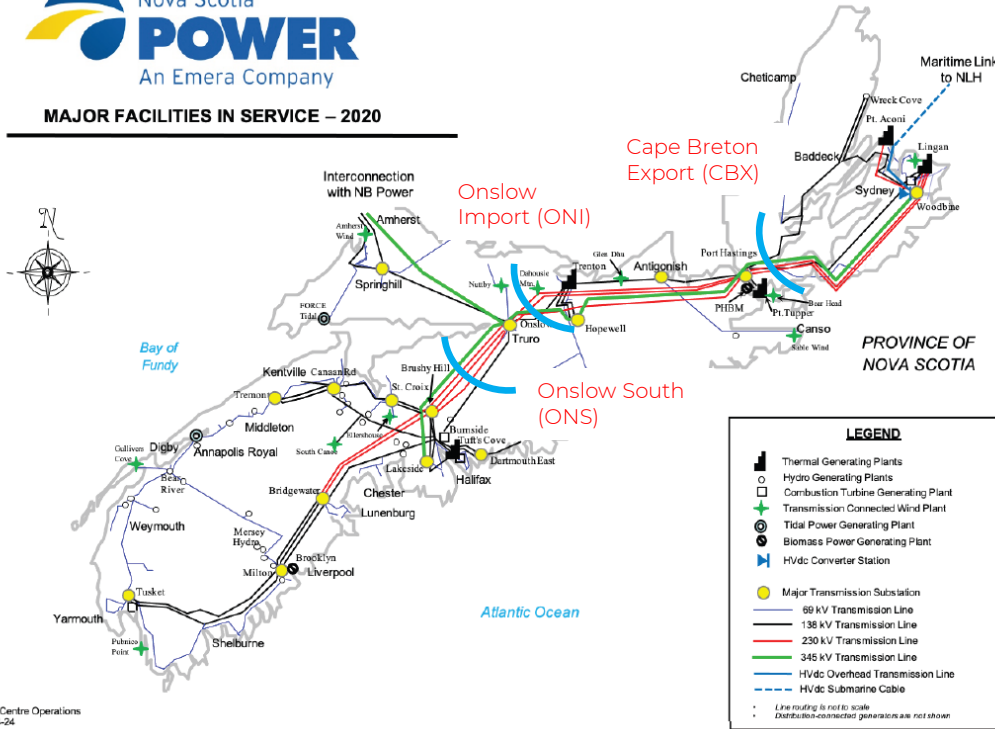 Nova Scotia
POWER
An Emera Company
MAJOR FACILITIES IN SERVICE – 2020
N
Interconnection
with NB Power
Onslow
Import (ONI)
Cape Breton
Export (CBX)
Onslow South
(ONS)
Maritime Link
to NLH
Cheticamp
Wreck Cove
Pt. Aconi
Lingan
Baddeck
Sydney
Woodbine
Amherst
Amherst
Wind
Springhill
FORCE
Tidal
Nuttby
Dalhousie
Mtn.
Trenton
Glen Dhu
Antigonish
Port Hastings
PHBM
Pt.Tupper
Bear Head
Canso
Sable Wind
Hopewell
Onslow
Truro
PROVINCE OF
NOVA SCOTIA
Bay of
Fundy
Brushy Hill
Kentville
Canaan Rd
St. Croix
Tremont
Middleton
Ellershouse
South Canoe
Burnside
Tuft's Cove
Dartmouth East
Halifax
Lakeside
Digby
Gullivers
Cove
Annapolis Royal
Bear
River
Bridgewater
Chester
Lunenburg
Weymouth
Mersey
Hydro
Brooklyn
Milton
Liverpool
Tusket
Yarmouth
Pubnico
Point
Shelburne
Atlantic Ocean
LEGEND
Thermal Generating Plants
Hydro Generating Plants
Combustion Turbine Generating Plant
Transmission Connected Wind Plant
Tidal Power Generating Plant
Biomass Power Generating Plant
HVdc Converter Station
Major Transmission Substation
69 kV Transmission Line
138 kV Transmission Line
230 kV Transmission Line
345 kV Transmission Line
HVdc Overhead Transmission Line
HVdc Submarine Cable
Line routing is not to scale
Distribution-connected generators are not shown
Centre Operations
-24